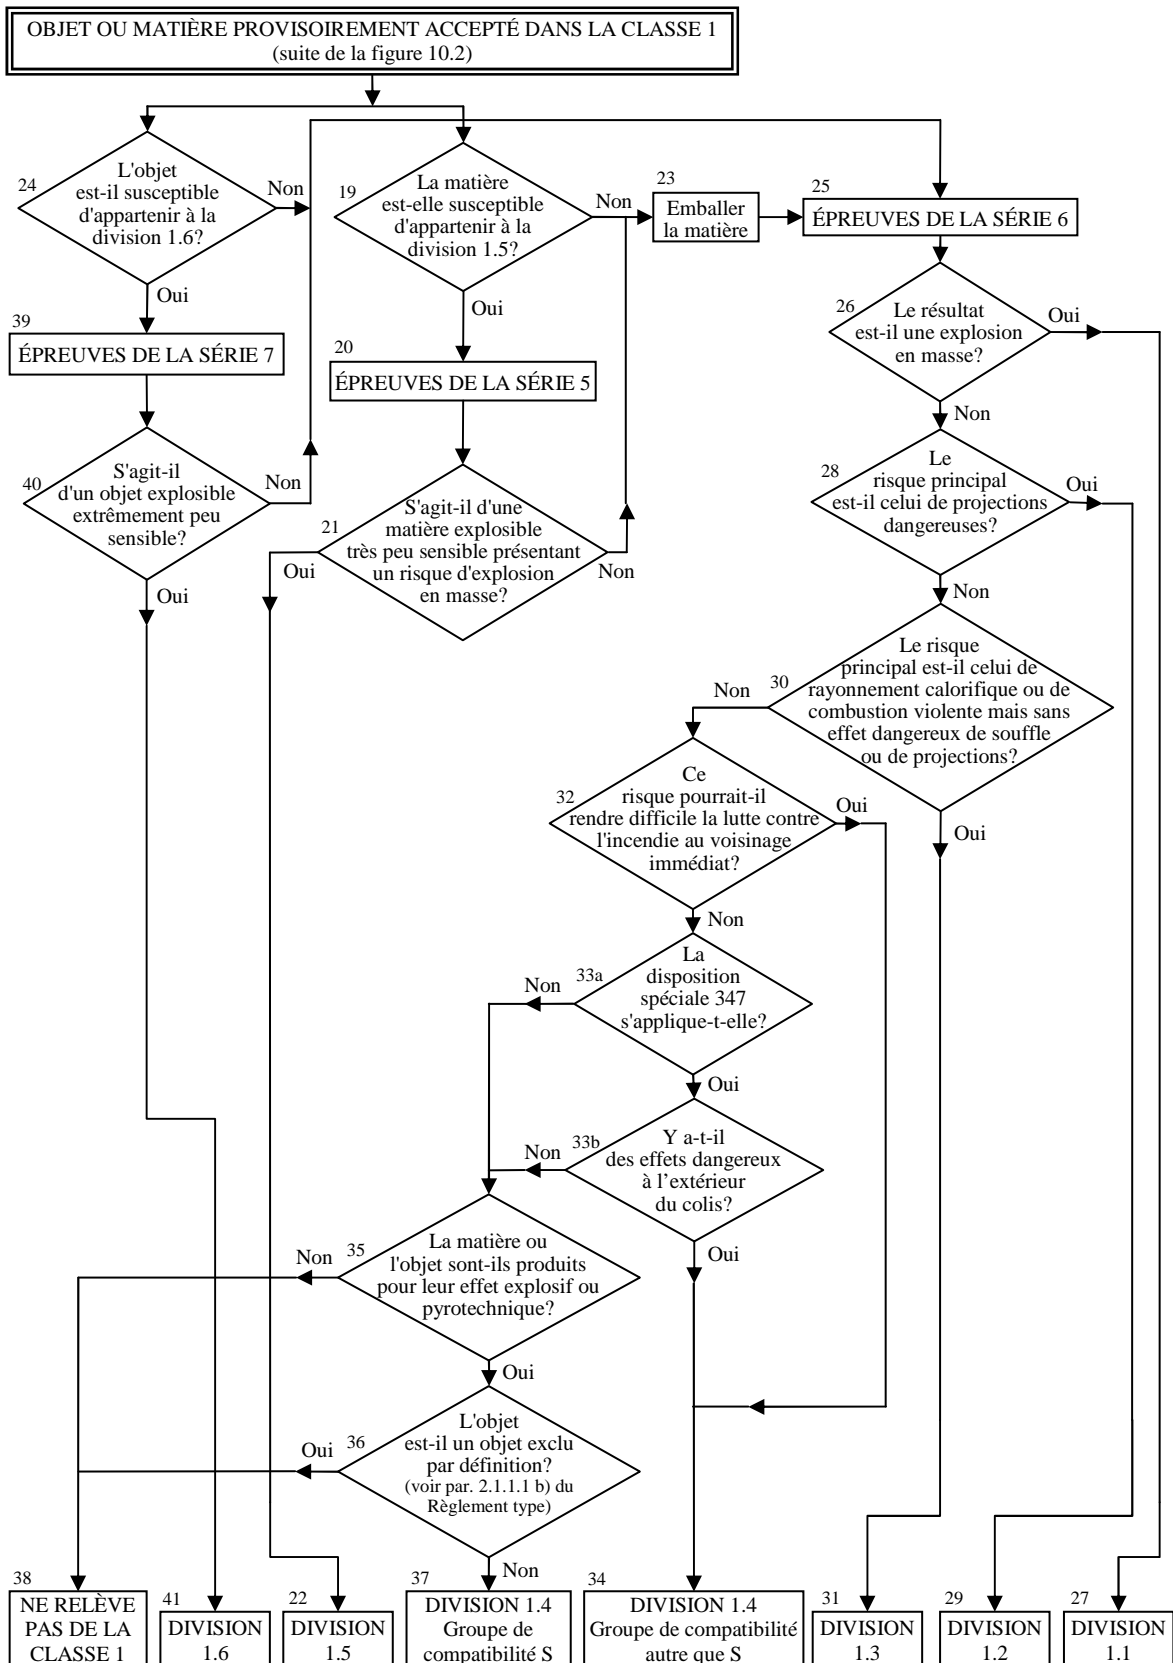 OBJET OU MATIÈRE PROVISOIREMENT ACCEPTÉ DANS LA CLASSE 1
(suite de la figure 10.2)
24
L'objet
est-il susceptible
d'appartenir à la
division 1.6?
Non
Oui
19
La matière
est-elle susceptible
d'appartenir à la
division 1.5?
Non
Oui
23
Emballer
la matière
25
ÉPREUVES DE LA SÉRIE 6
39
ÉPREUVES DE LA SÉRIE 7
20
ÉPREUVES DE LA SÉRIE 5
26
Le résultat
est-il une explosion
en masse?
Oui
Non
40
S'agit-il
d'un objet explosible
extrêmement peu
sensible?
Non
Oui
21
S'agit-il d'une
matière explosible
très peu sensible présentant
un risque d'explosion
en masse?
Oui
Non
28
Le
risque principal
est-il celui de projections
dangereuses?
Oui
Non
30
Le risque
principal est-il celui de
rayonnement calorifique ou de
combustion violente mais sans
effet dangereux de souffle
ou de projections?
Non
Oui
32
Ce
risque pourrait-il
rendre difficile la lutte contre
l'incendie au voisinage
immédiat?
Oui
Non
33a
La
disposition
spéciale 347
s'applique-t-elle?
Non
Oui
33b
Y a-t-il
des effets dangereux
à l’extérieur
du colis?
Non
Oui
35
La matière ou
l'objet sont-ils produits
pour leur effet explosif ou
pyrotechnique?
Non
Oui
36
L'objet
est-il un objet exclu
par définition?
(voir par. 2.1.1.1 b) du
Règlement type)
Oui
Non
38
NE RELÈVE
PAS DE LA
CLASSE 1
41
DIVISION
1.6
22
DIVISION
1.5
37
DIVISION 1.4
Groupe de
compatibilité S
34
DIVISION 1.4
Groupe de compatibilité
autre que S
31
DIVISION
1.3
29
DIVISION
1.2
27
DIVISION
1.1